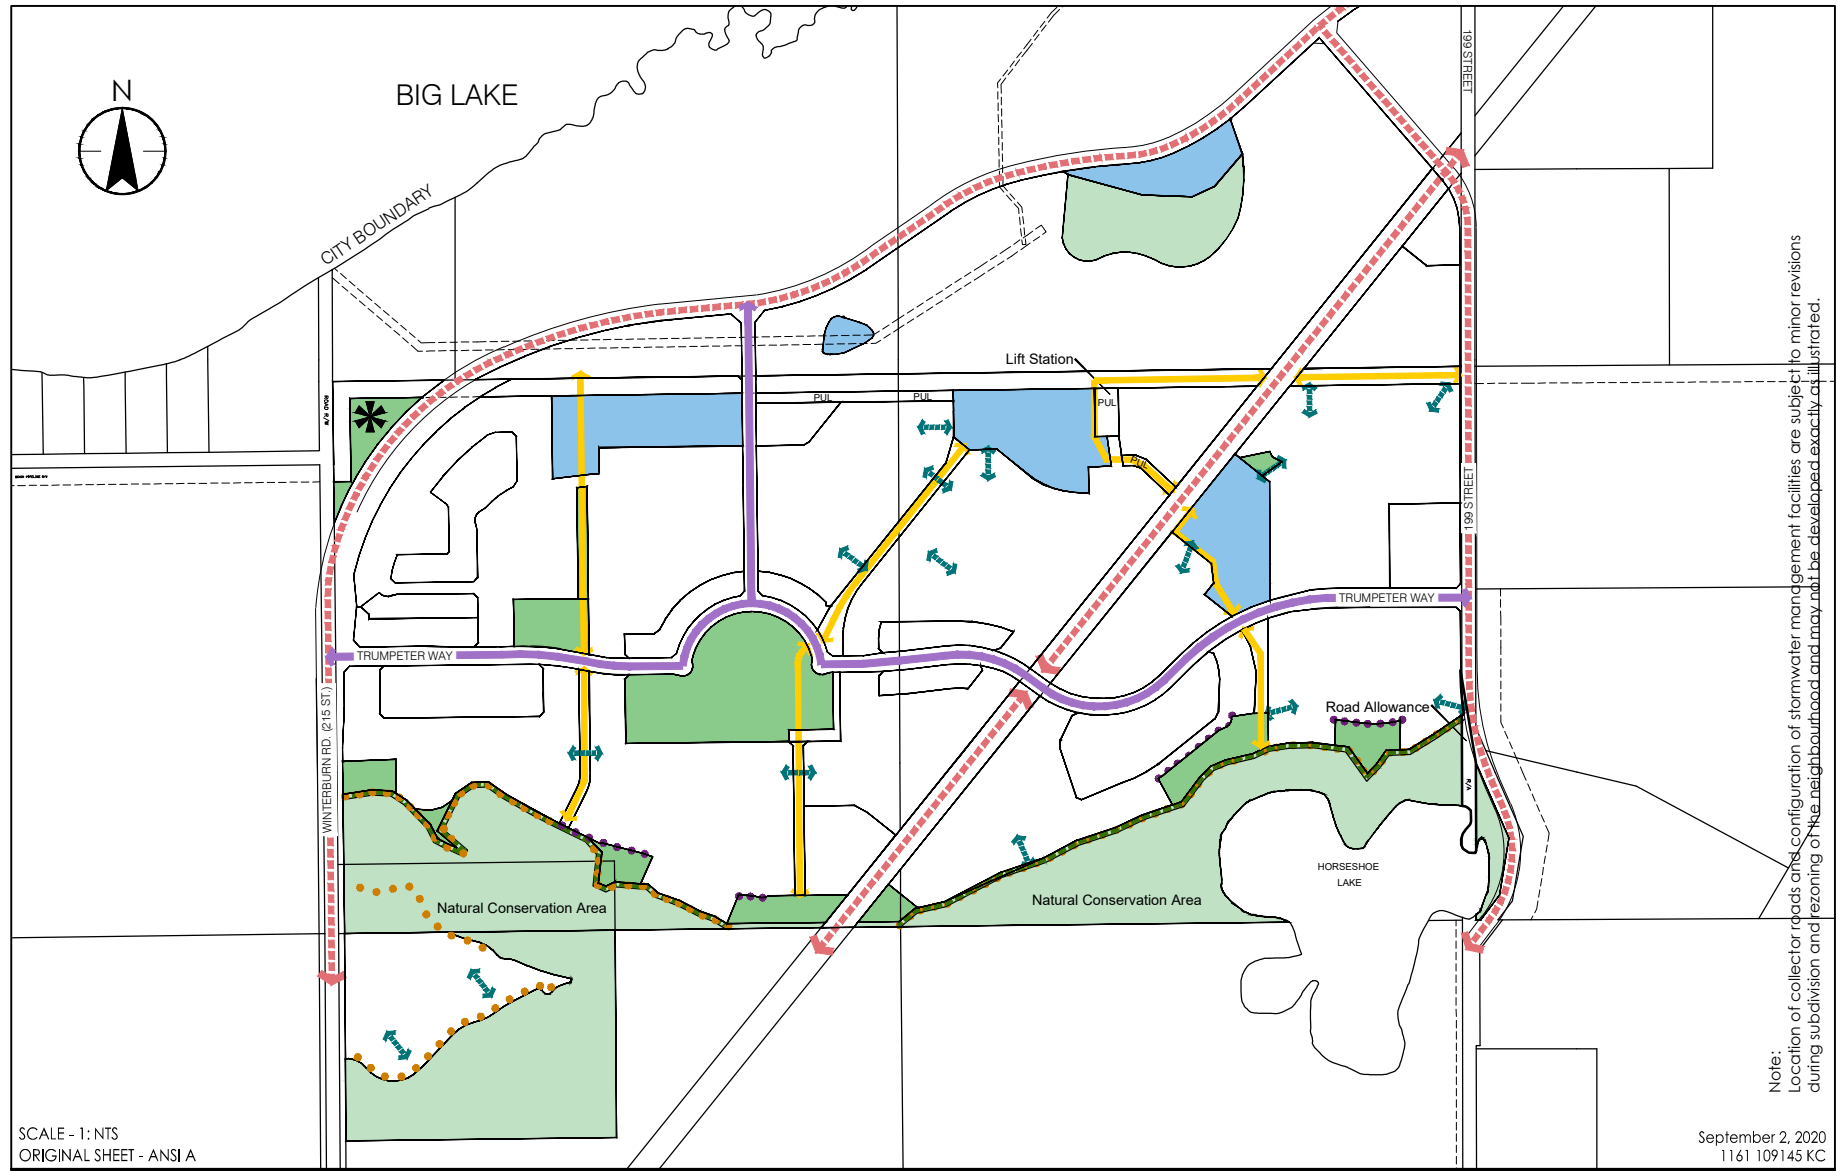 199 STREET
N
BIG LAKE
CITY BOUNDARY
Lift Station
PUL
PUL
PUL
PUL
ROAD R/W
199 STREET
TRUMPETER WAY
TRUMPETER WAY
WINTERBURN RD. (215 ST.)
Road Allowance
R/A
HORSESHOE
LAKE
Natural Conservation Area
Natural Conservation Area
Note:
Location of collector roads and configuration of stormwater management facilities are subject to minor revisions
during subdivision and rezoning of the neighbourhood and may not be developed exactly as illustrated.
SCALE - 1: NTS
ORIGINAL SHEET - ANSI A
September 2, 2020
1161 109145 KC